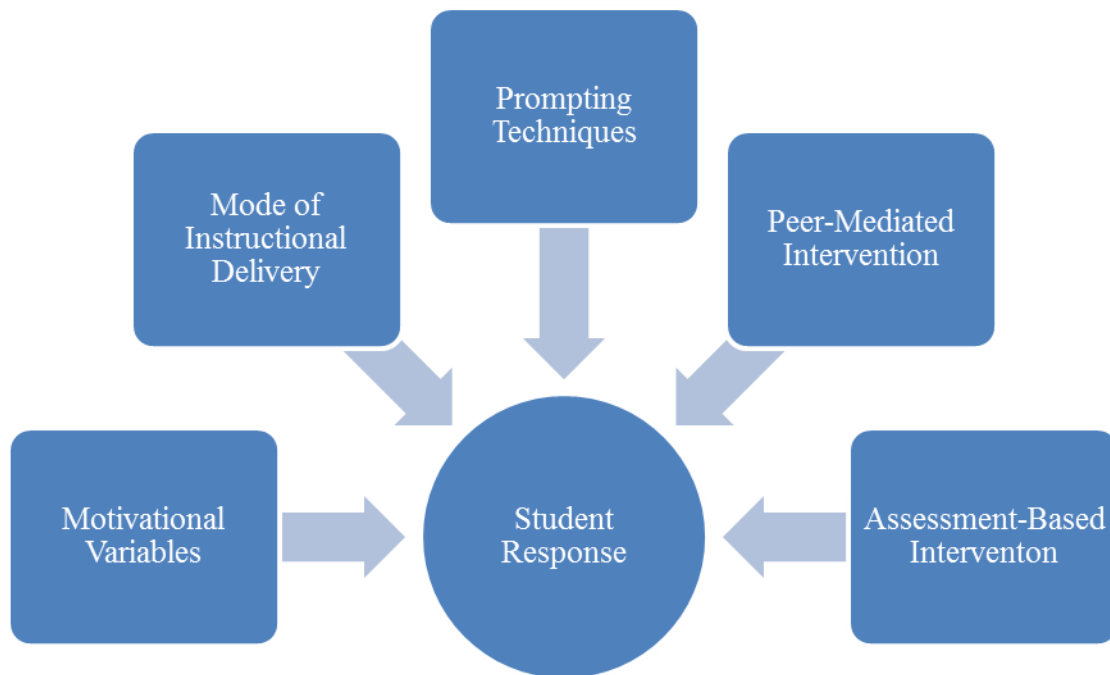 Prompting
Techniques
Mode of
Instructional
Delivery
Peer-Mediated
Intervention
Motivational
Variables
Student
Response
Assessment-Based
Interventon